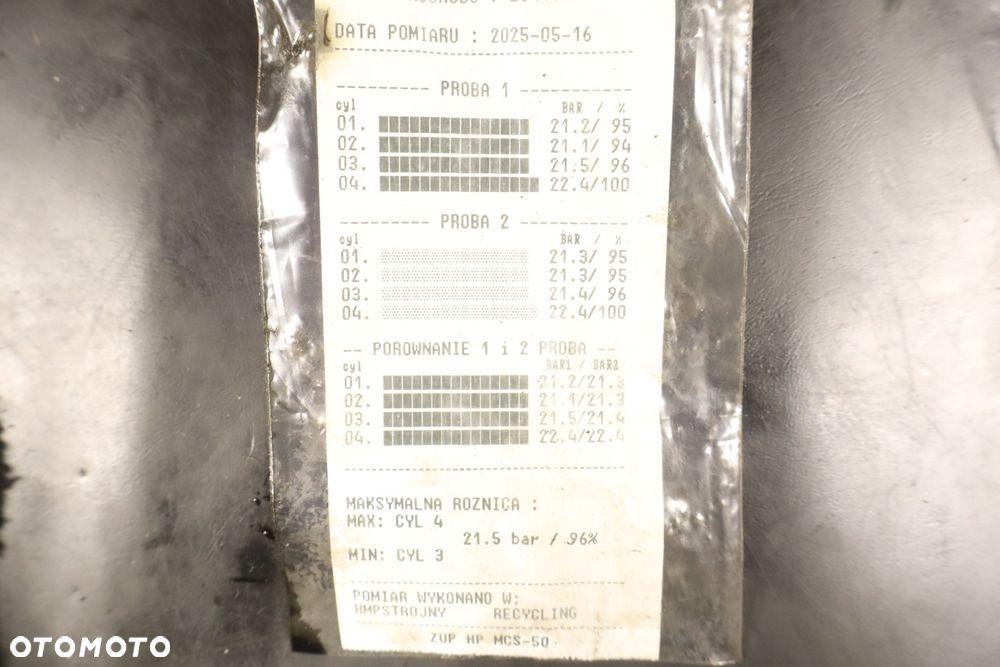 DATA POMIARU : 2025-05-16
-------- PROBA 1 --------
cyl BAR / %
01. 21.2/ 95
02. 21.1/ 94
03. 21.5/ 96
04. 22.4/100
-------- PROBA 2 --------
cyl BAR / %
01. 21.3/ 95
02. 21.3/ 95
03. 21.4/ 96
04. 22.4/100
-- POROWNANIE 1 i 2 PROBA --
cyl BAR1 / BAR2
01. 21.2/21.3
02. 21.1/21.3
03. 21.5/21.4
04. 22.4/22.4
MAKSYMALNA ROZNICA :
MAX: CYL 4
21.5 bar / 96%
MIN: CYL 3
POMIAR WYKONANO W:
HMPSTROJNY RECYCLING
ZUP HP MCS-50
OTOMOTO